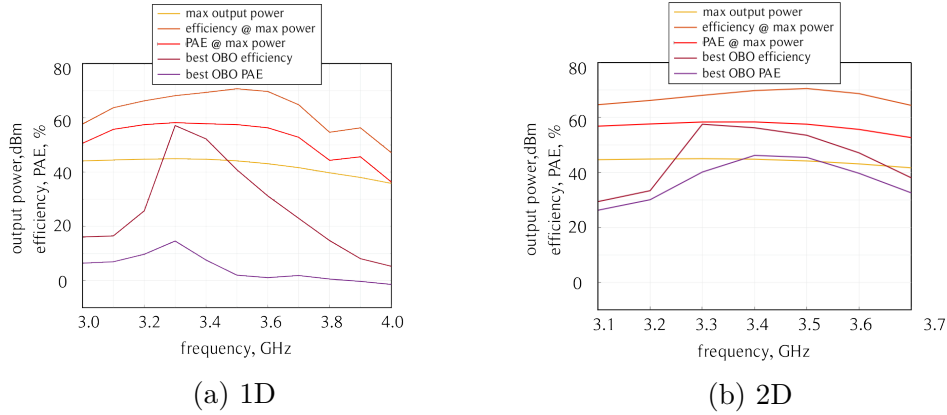 max output power
efficiency @ max power
PAE @ max power
best OBO efficiency
best OBO PAE
80
60
40
20
0
output power,dBm
efficiency, PAE, %
3.0
3.2
3.4
3.6
3.8
4.0
frequency, GHz
(a) 1D
max output power
efficiency @ max power
PAE @ max power
best OBO efficiency
best OBO PAE
80
60
40
20
0
output power,dBm
efficiency, PAE, %
3.1
3.2
3.3
3.4
3.5
3.6
3.7
frequency, GHz
(b) 2D